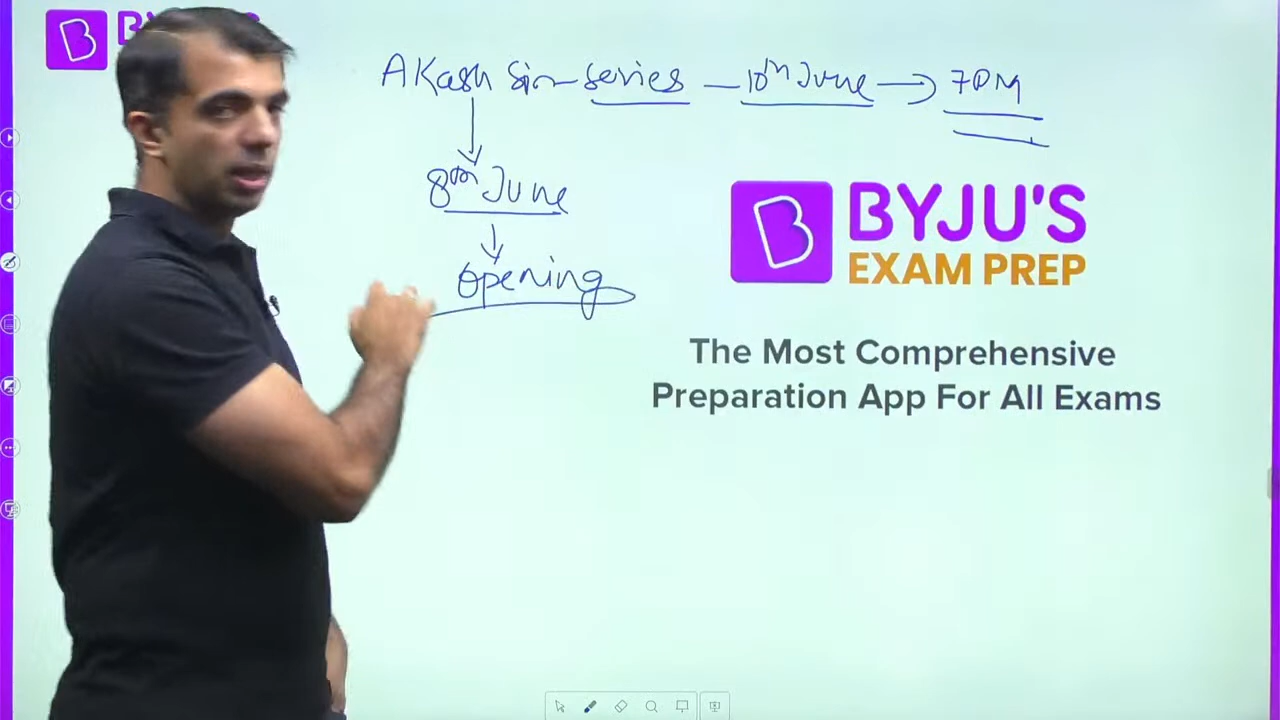 AKash Sir series — 10th June → 7PM
8th June
Opening
BYJU'S
EXAM PREP
The Most Comprehensive
Preparation App For All Exams